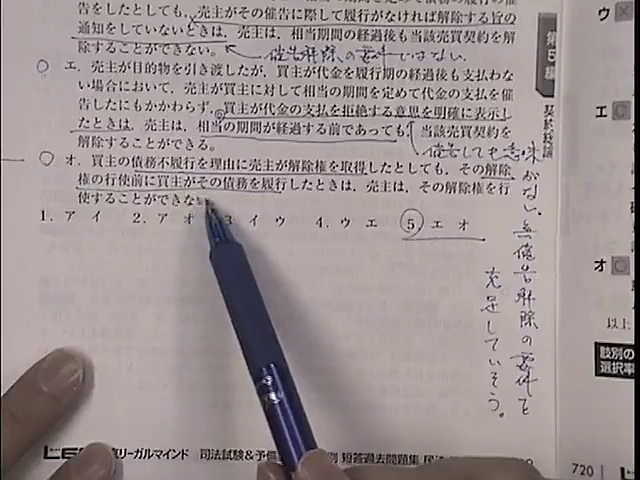 告をしたとしても,売主がその催告に際して履行がなければ解除する旨の
通知をしていないときは,売主は,相当期間の経過後も当該売買契約を解
除することができない。 ← 催告解除の要件ではない.
○ エ.売主が目的物を引き渡したが,買主が代金を履行期の経過後も支払わな
い場合において,売主が買主に対して相当の期間を定めて代金の支払を催
告したにもかかわらず,買主が代金の支払を拒絶する意思を明確に表示し
たときは,売主は,相当の期間が経過する前であっても,当該売買契約を
解除することができる。
催告しても意味がない。無催告解除の要件を
充足していそう。
○ オ.買主の債務不履行を理由に売主が解除権を取得したとしても,その解除
権の行使前に買主がその債務を履行したときは,売主は,その解除権を行
使することができな
1.ア イ 2.ア オ 3.イ ウ 4.ウ エ 5.エ オ
第5編
契約総論
リーガルマインド 司法試験&予備 別 短答過去問題集 民法
ウ ×
エ
オ
以上
肢別の
選択率
720